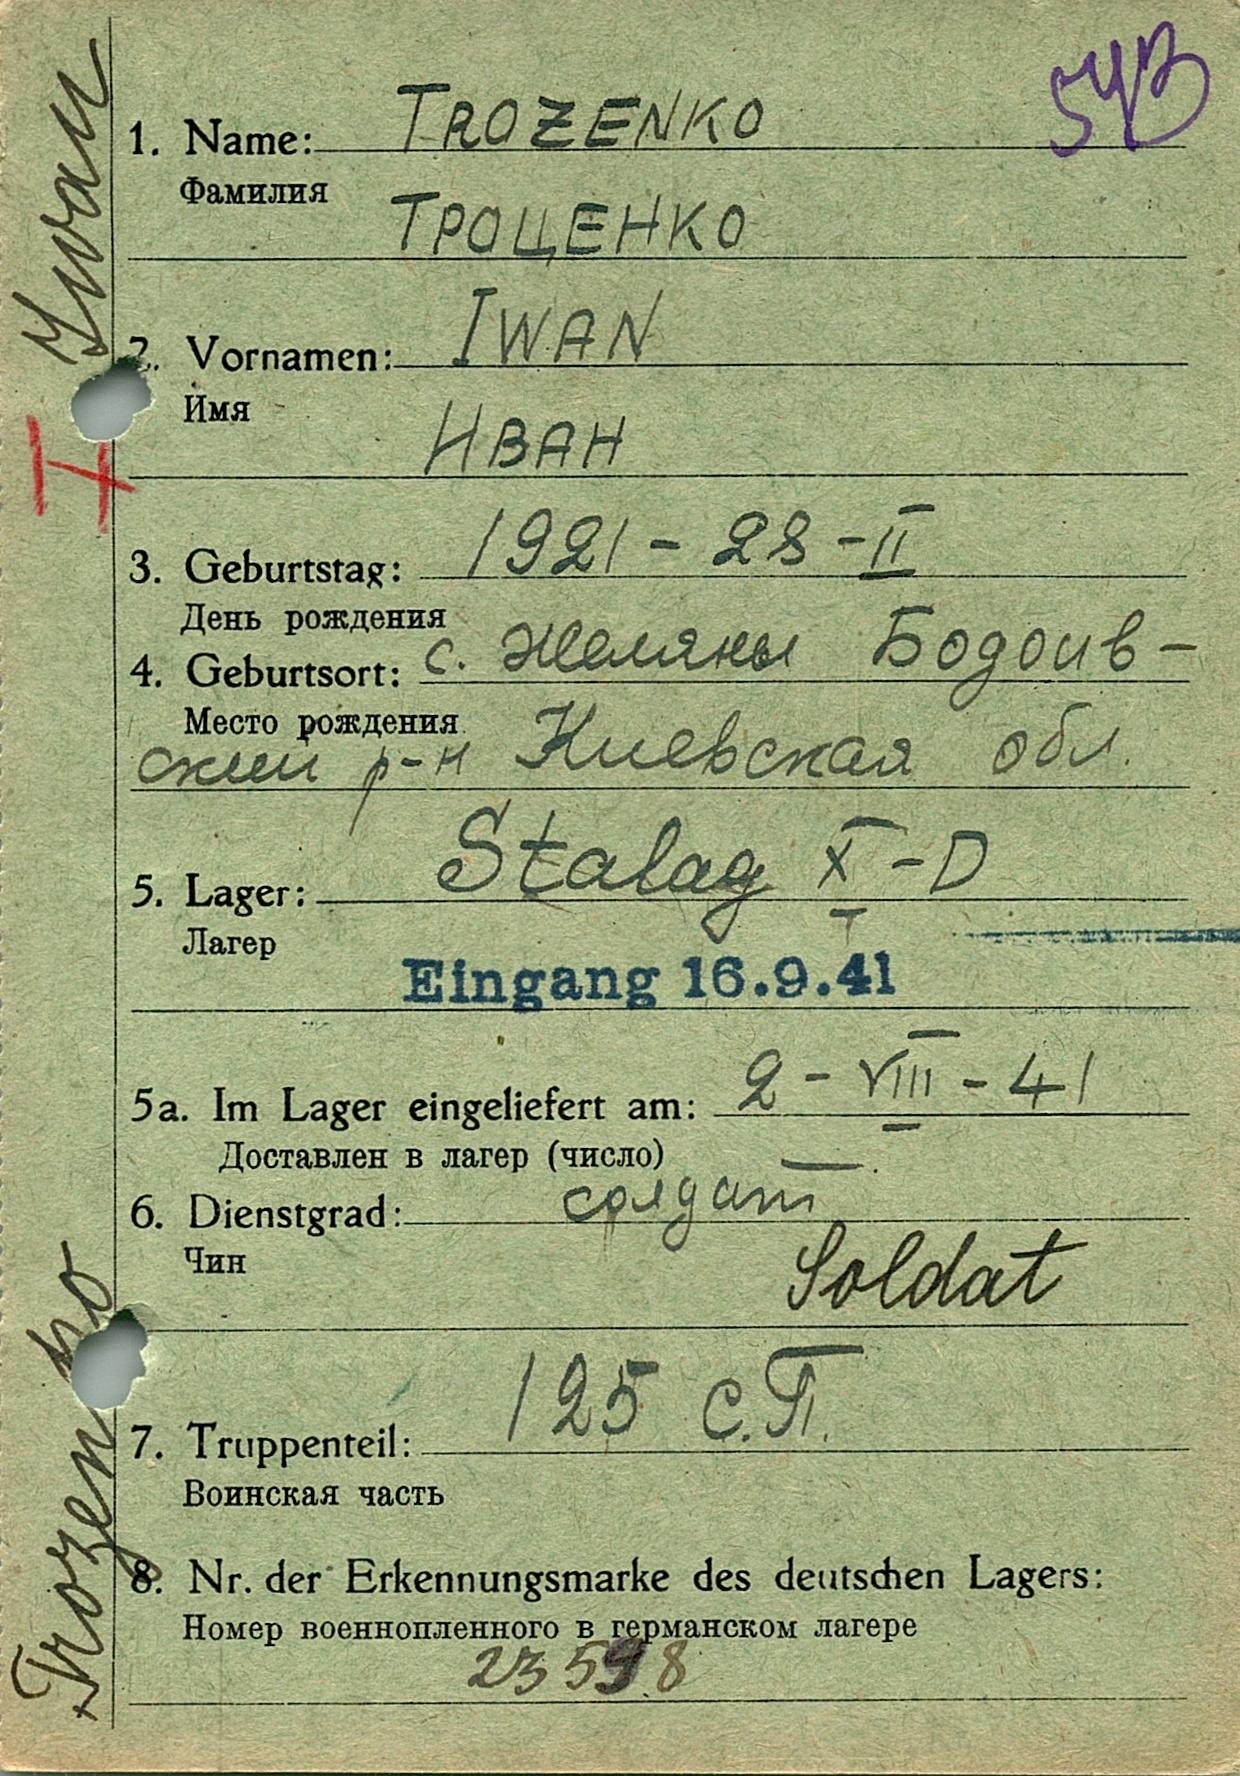 Trozenko Iwan
1. Name: TROZENKO
Фамилия
ТРОЦЕНКО
2. Vornamen: IWAN
Имя
ИВАН
3. Geburtstag: 1921 - 28 - II
День рождения
4. Geburtsort: с. Желяны Бодоив-
Место рождения
ский р-н Киевская обл.
5. Lager: Stalag X-D
Лагер
Eingang 16.9.41
5a. Im Lager eingeliefert am: 2 - VIII - 41
Доставлен в лагер (число)
6. Dienstgrad: солдат
Чин
Soldat
7. Truppenteil: 125 с.П.
Воинская часть
8. Nr. der Erkennungsmarke des deutschen Lagers:
Номер военнопленного в германском лагере
23598